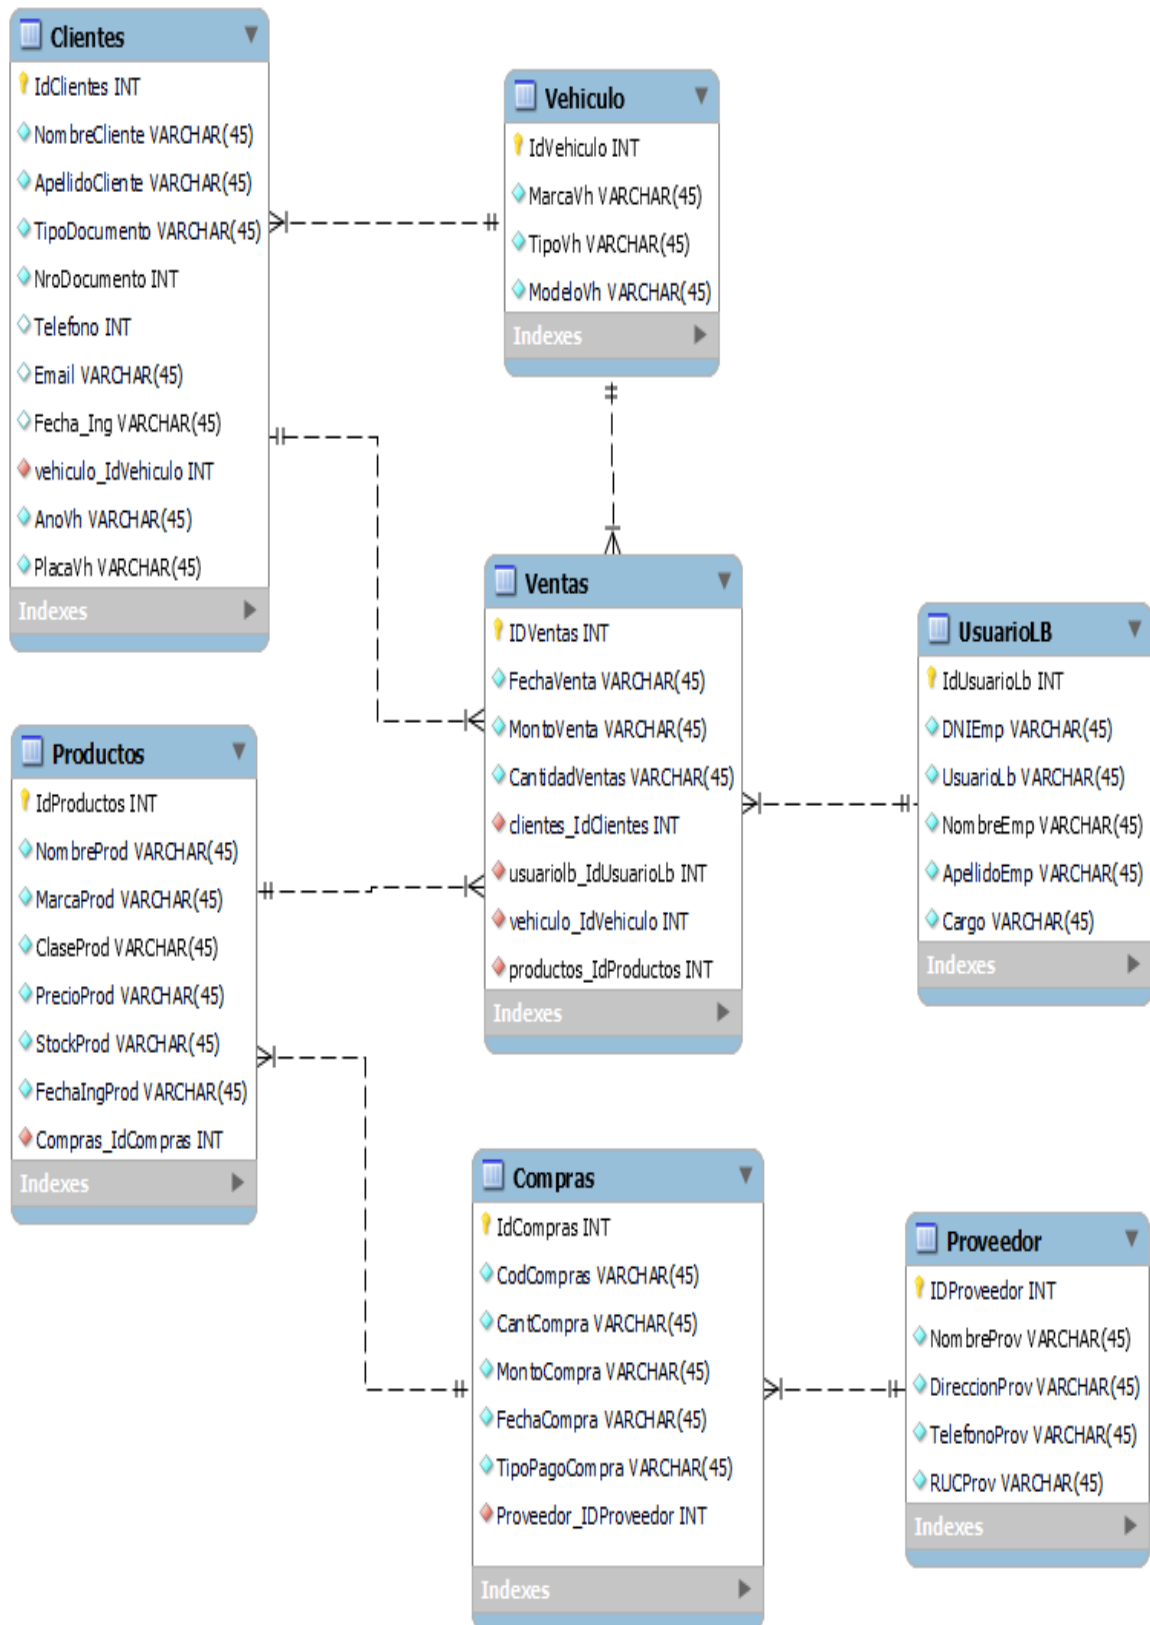 Clientes
IdClientes INT
NombreCliente VARCHAR(45)
ApellidoCliente VARCHAR(45)
TipoDocumento VARCHAR(45)
NroDocumento INT
Telefono INT
Email VARCHAR(45)
Fecha_Ing VARCHAR(45)
vehiculo_IdVehiculo INT
AnoVh VARCHAR(45)
PlacaVh VARCHAR(45)
Indexes
Vehiculo
IdVehiculo INT
MarcaVh VARCHAR(45)
TipoVh VARCHAR(45)
ModeloVh VARCHAR(45)
Indexes
Ventas
IDVentas INT
FechaVenta VARCHAR(45)
MontoVenta VARCHAR(45)
CantidadVentas VARCHAR(45)
clientes_IdClientes INT
usuariolb_IdUsuarioLb INT
vehiculo_IdVehiculo INT
productos_IdProductos INT
Indexes
UsuarioLB
IdUsuarioLb INT
DNIEmp VARCHAR(45)
UsuarioLb VARCHAR(45)
NombreEmp VARCHAR(45)
ApellidoEmp VARCHAR(45)
Cargo VARCHAR(45)
Indexes
Productos
IdProductos INT
NombreProd VARCHAR(45)
MarcaProd VARCHAR(45)
ClaseProd VARCHAR(45)
PrecioProd VARCHAR(45)
StockProd VARCHAR(45)
FechaIngProd VARCHAR(45)
Compras_IdCompras INT
Indexes
Compras
IdCompras INT
CodCompras VARCHAR(45)
CantCompra VARCHAR(45)
MontoCompra VARCHAR(45)
FechaCompra VARCHAR(45)
TipoPagoCompra VARCHAR(45)
Proveedor_IDProveedor INT
Indexes
Proveedor
IDProveedor INT
NombreProv VARCHAR(45)
DireccionProv VARCHAR(45)
TelefonoProv VARCHAR(45)
RUCProv VARCHAR(45)
Indexes